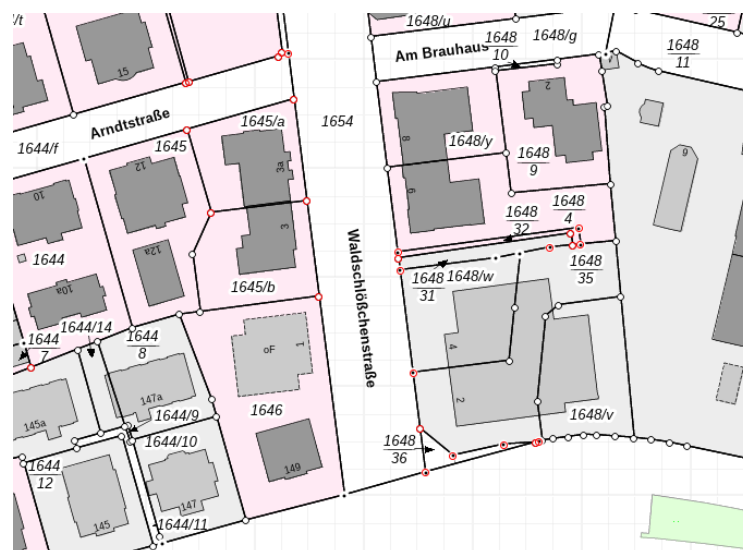 /t
1648/u
25
1648
10
1648/g
Am Brauhaus
1648
11
15
2
Arndtstraße
1645/a
1654
1644/f
1645
8
1648/y
1648
9
9
12
3a
10
6
1648
4
1648
32
3
1644
12a
Waldschlößchenstraße
1648
35
1648
31
1648/w
10a
1645/b
1644/14
1644
7
1644
8
oF
1
4
147a
1644/9
1646
2
1648/v
145a
1644/10
1648
36
1644
12
149
147
145
1644/11